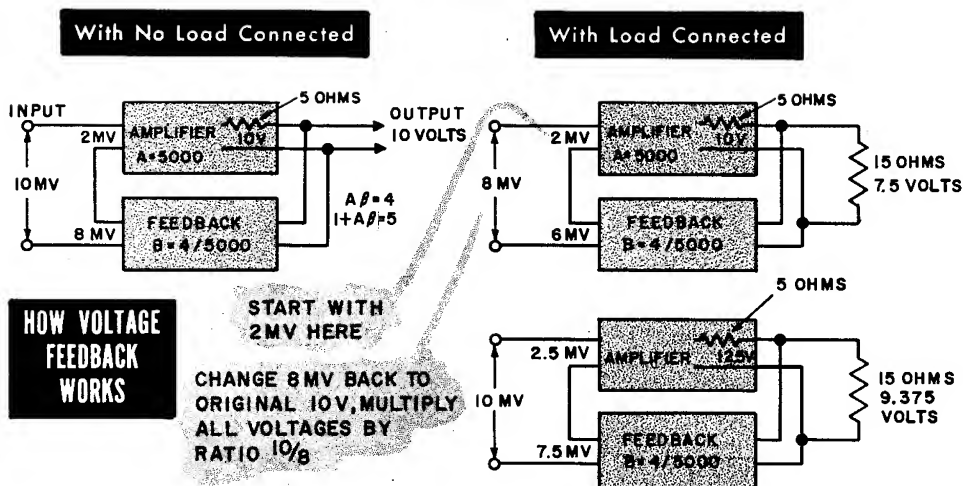 With No Load Connected
With Load Connected
INPUT
2MV
AMPLIFIER
A=5000
10V
5 OHMS
OUTPUT
10 VOLTS
10MV
Aβ=4
1+Aβ=5
8 MV
FEEDBACK
B=4/5000
5 OHMS
2MV
AMPLIFIER
A=5000
10V
8 MV
15 OHMS
7.5 VOLTS
6MV
FEEDBACK
B=4/5000
HOW VOLTAGE
FEEDBACK
WORKS
START WITH
2MV HERE
CHANGE 8MV BACK TO
ORIGINAL 10V, MULTIPLY
ALL VOLTAGES BY
RATIO 10/8
5 OHMS
2.5 MV
AMPLIFIER
12.5V
10 MV
15 OHMS
9.375
VOLTS
7.5MV
FEEDBACK
B=4/5000